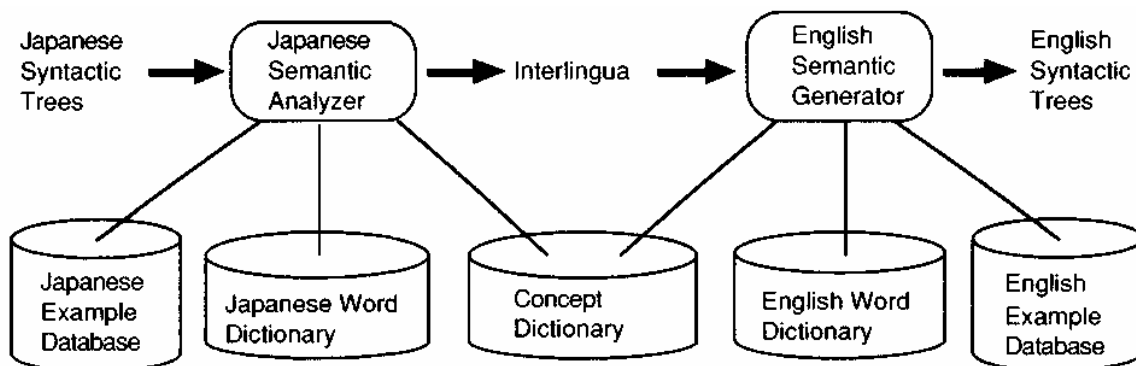 Japanese
Syntactic
Trees
Japanese
Semantic
Analyzer
Interlingua
English
Semantic
Generator
English
Syntactic
Trees
Japanese
Example
Database
Japanese Word
Dictionary
Concept
Dictionary
English Word
Dictionary
English
Example
Database